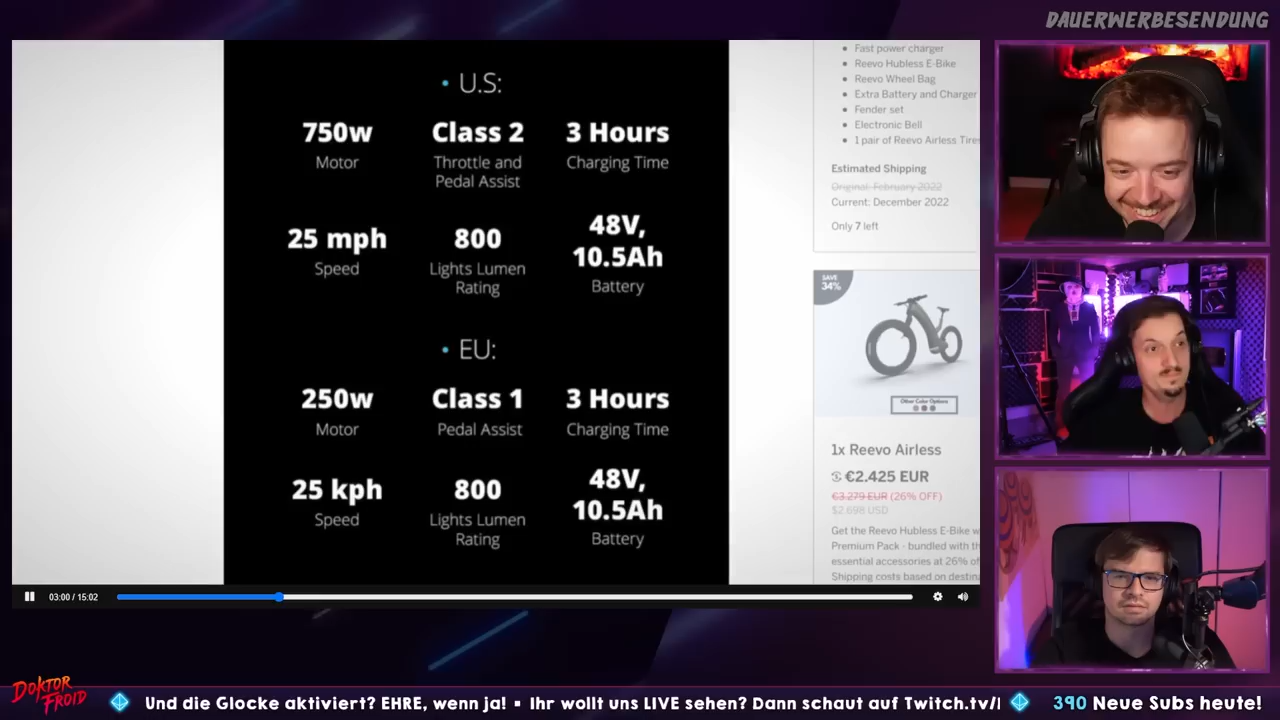 DAUERWERBESENDUNG
• U.S:
750w
Motor
Class 2
Throttle and
Pedal Assist
3 Hours
Charging Time
25 mph
Speed
800
Lights Lumen
Rating
48V,
10.5Ah
Battery
• EU:
250w
Motor
Class 1
Pedal Assist
3 Hours
Charging Time
25 kph
Speed
800
Lights Lumen
Rating
48V,
10.5Ah
Battery
• Fast power charger
• Reevo Hubless E-Bike
• Reevo Wheel Bag
• Extra Battery and Charger
• Fender set
• Electronic Bell
• 1 pair of Reevo Airless Tires
Estimated Shipping
Original: February 2022
Current: December 2022
Only 7 left
SAVE
34%
Other Color Options
1x Reevo Airless
€2.425 EUR
€3.279 EUR (26% OFF)
$2.698 USD
Get the Reevo Hubless E-Bike w
Premium Pack - bundled with th
essential accessories at 26% of
Shipping costs based on destina
03:00 / 15:02
DOKTOR
FROID
Und die Glocke aktiviert? EHRE, wenn ja! ▪ Ihr wollt uns LIVE sehen? Dann schaut auf Twitch.tv/
390 Neue Subs heute!